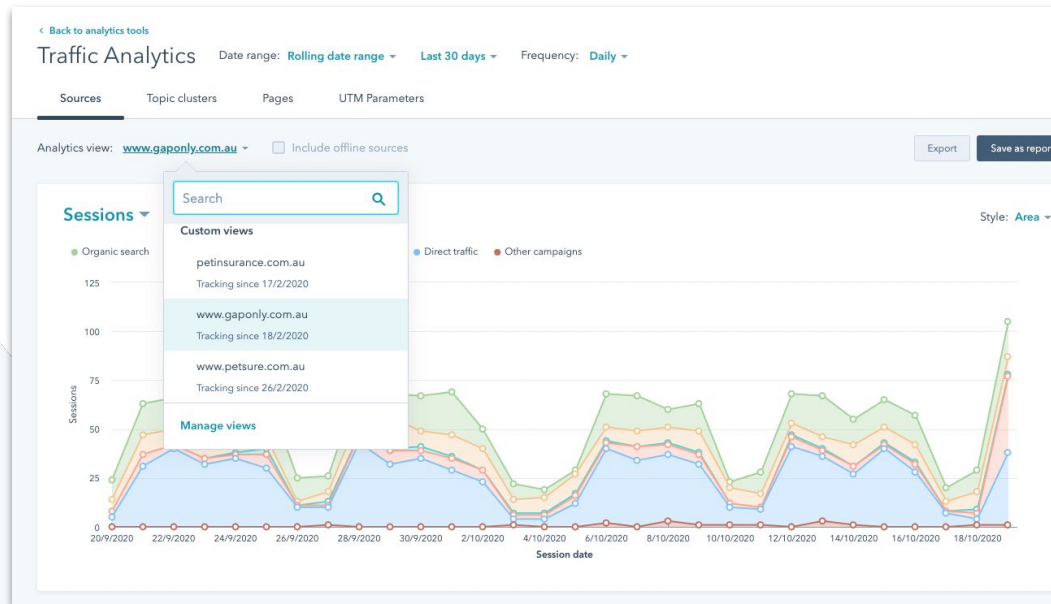 ‹ Back to analytics tools
Traffic Analytics Date range: Rolling date range Last 30 days Frequency: Daily
Sources Topic clusters Pages UTM Parameters
Analytics view: www.gaponly.com.au Include offline sources Export Save as repor
Search
Sessions Style: Area
Custom views
Organic search Direct traffic Other campaigns
petinsurance.com.au
Tracking since 17/2/2020
www.gaponly.com.au
Tracking since 18/2/2020
www.petsure.com.au
Tracking since 26/2/2020
Manage views
125
100
75
50
25
0
Sessions
20/9/2020 22/9/2020 24/9/2020 26/9/2020 28/9/2020 30/9/2020 2/10/2020 4/10/2020 6/10/2020 8/10/2020 10/10/2020 12/10/2020 14/10/2020 16/10/2020 18/10/2020
Session date